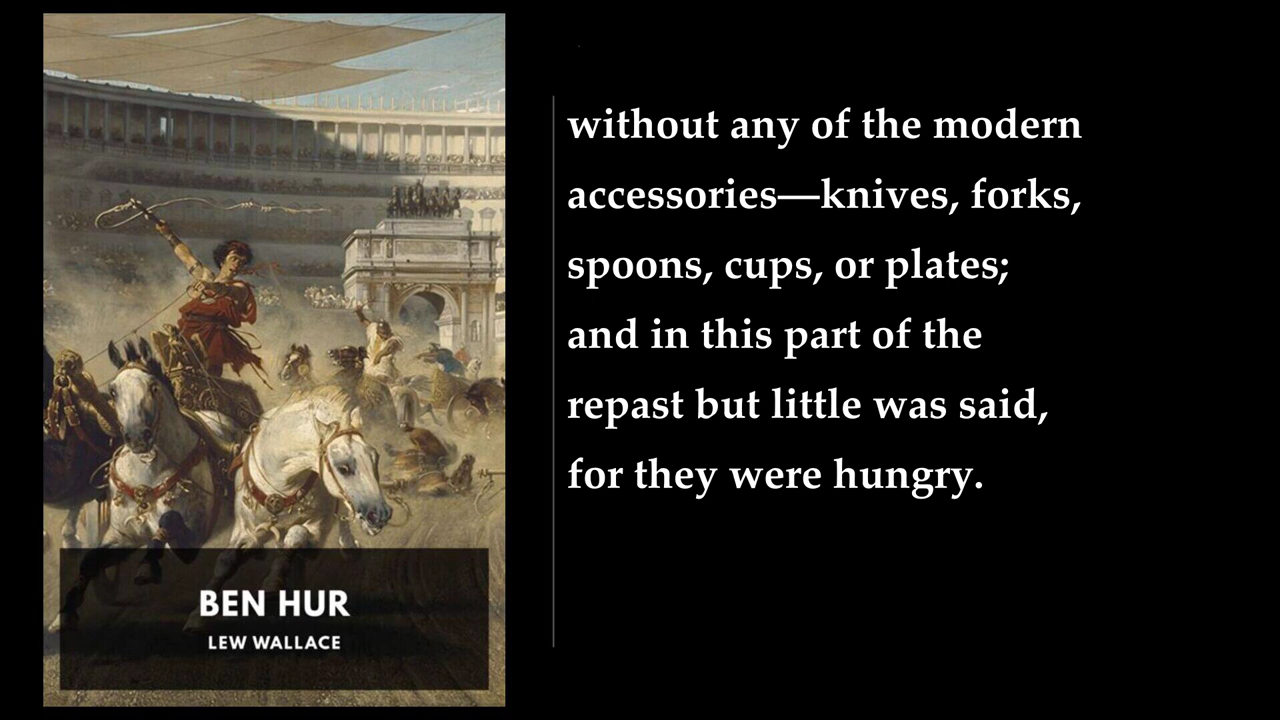 without any of the modern
accessories—knives, forks,
spoons, cups, or plates;
and in this part of the
repast but little was said,
for they were hungry.
BEN HUR
LEW WALLACE